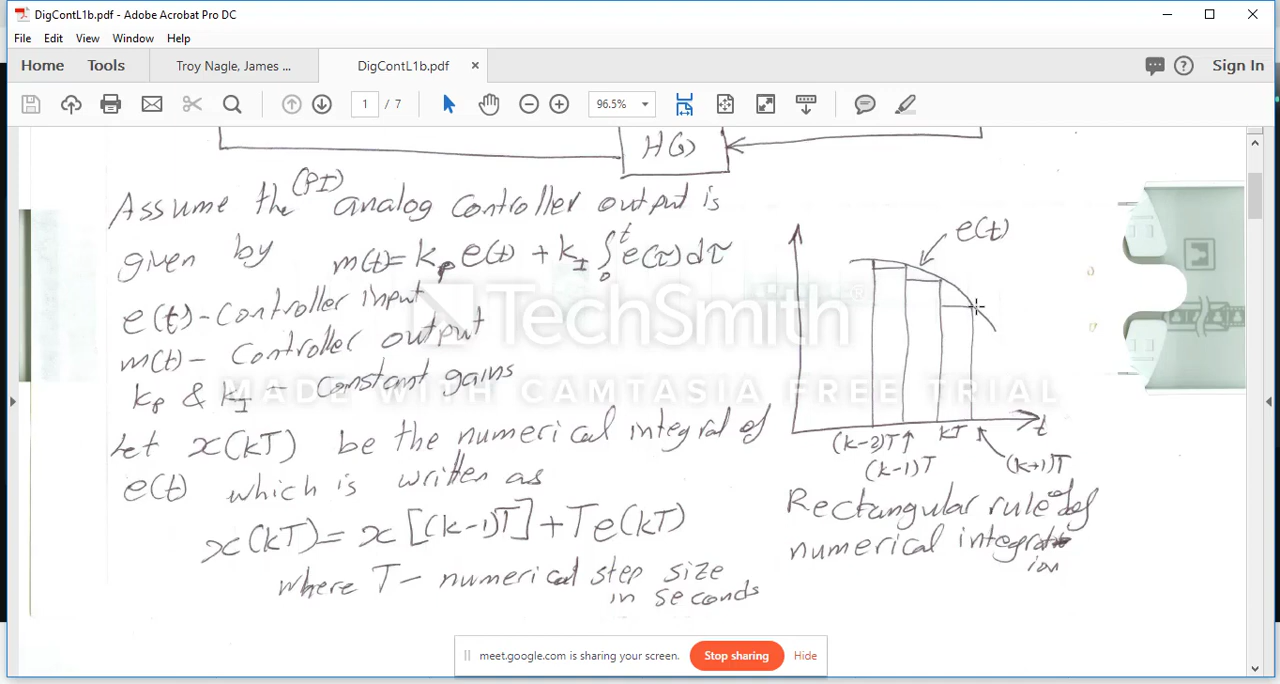 DigContL1b.pdf - Adobe Acrobat Pro DC
File Edit View Window Help
Home Tools Troy Nagle, James ... DigContL1b.pdf × Sign In
1 / 7 96.5%
H(s)
Assume the (PI) analog controller output is
given by m(t)= kp e(t) + kI ∫₀ᵗ e(τ) dτ
e(t) - Controller input
m(t) - Controller output
kp & kI - Constant gains
Let x(kT) be the numerical integral of
e(t) which is written as
x(kT) = x[(k-1)T] + Te(kT)
where T - numerical step size
in seconds
e(t)
(k-2)T kT t
(k-1)T (k+1)T
Rectangular rule of
numerical integration
TechSmith
MADE WITH CAMTASIA FREE TRIAL
meet.google.com is sharing your screen. Stop sharing Hide